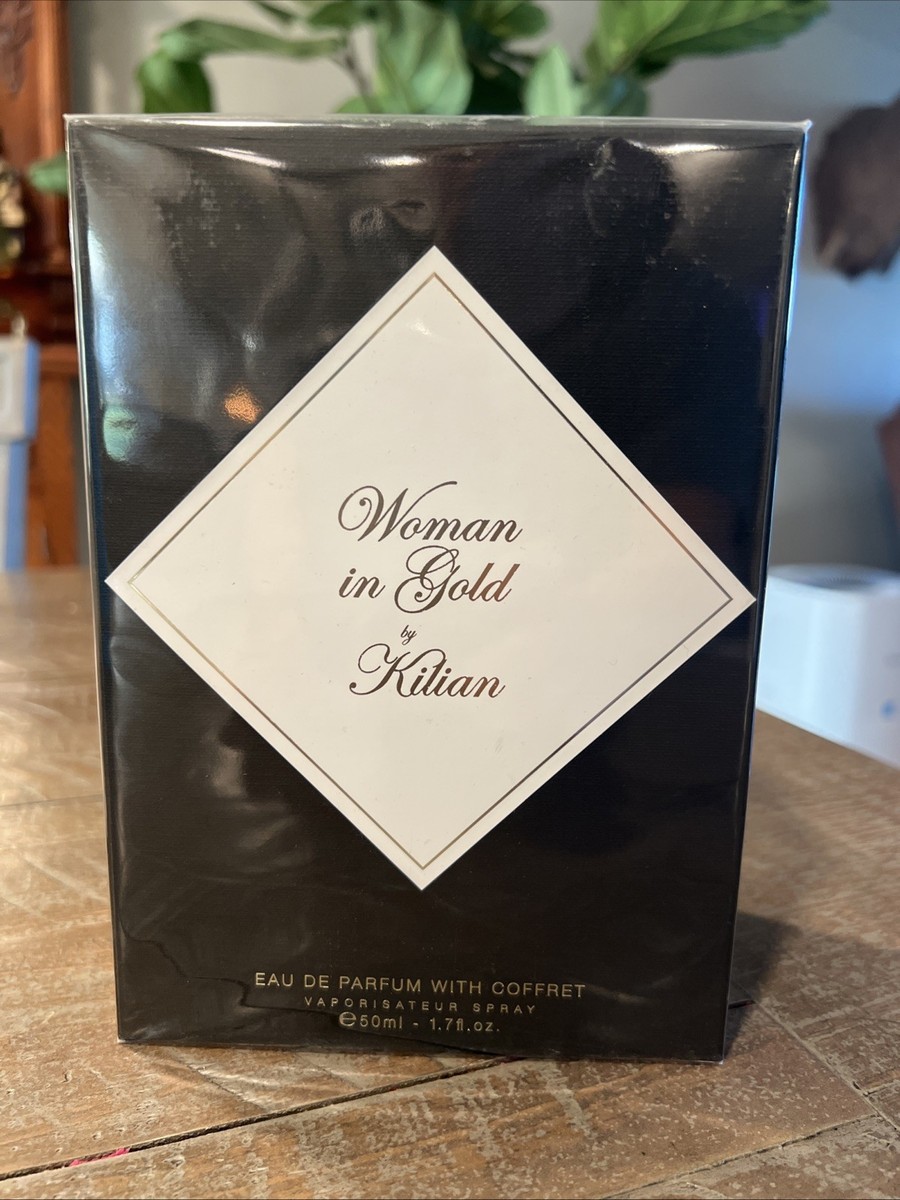 Woman
in Gold
by
Kilian
EAU DE PARFUM WITH COFFRET
VAPORISATEUR SPRAY
℮50ml - 1.7fl.oz.